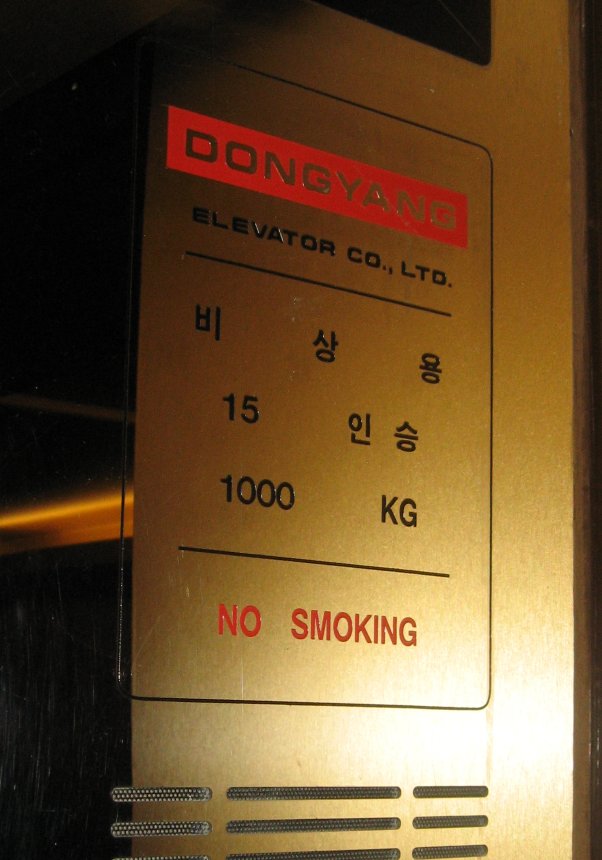 DONGYANG
ELEVATOR CO., LTD.
비 상 용
15 인 승
1000 KG
NO SMOKING